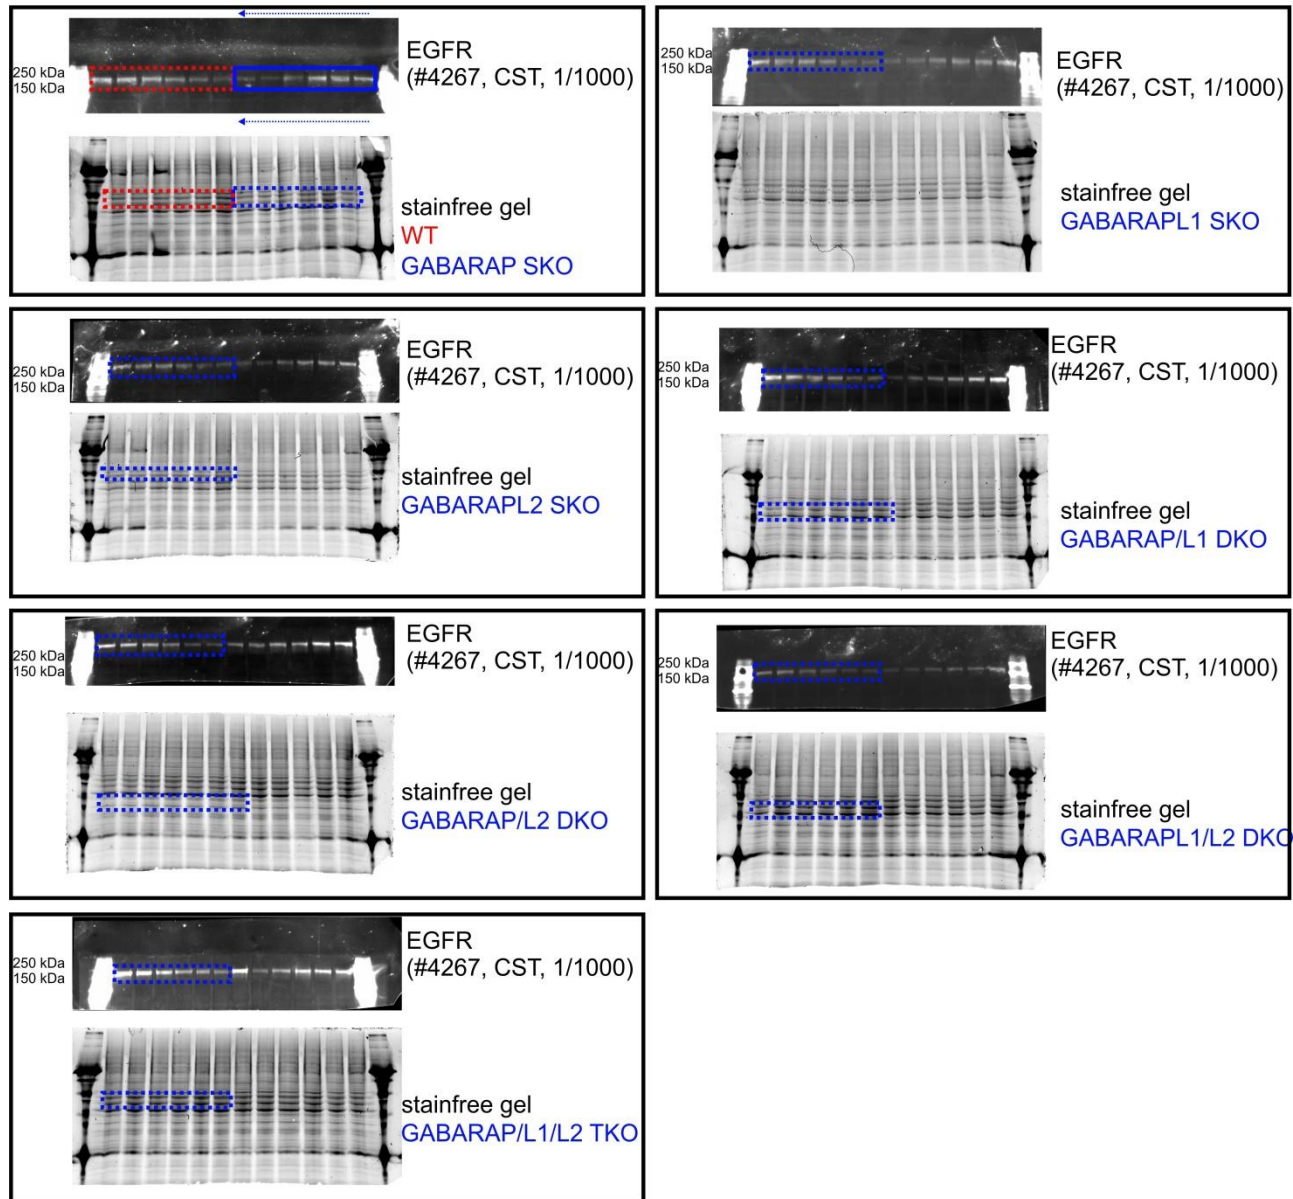 EGFR
(#4267, CST, 1/1000)
250 kDa
150 kDa
stainfree gel
WT
GABARAP SKO
EGFR
(#4267, CST, 1/1000)
250 kDa
150 kDa
stainfree gel
GABARAPL1 SKO
EGFR
(#4267, CST, 1/1000)
250 kDa
150 kDa
stainfree gel
GABARAPL2 SKO
EGFR
(#4267, CST, 1/1000)
250 kDa
150 kDa
stainfree gel
GABARAP/L1 DKO
EGFR
(#4267, CST, 1/1000)
250 kDa
150 kDa
stainfree gel
GABARAP/L2 DKO
EGFR
(#4267, CST, 1/1000)
250 kDa
150 kDa
stainfree gel
GABARAPL1/L2 DKO
EGFR
(#4267, CST, 1/1000)
250 kDa
150 kDa
stainfree gel
GABARAP/L1/L2 TKO